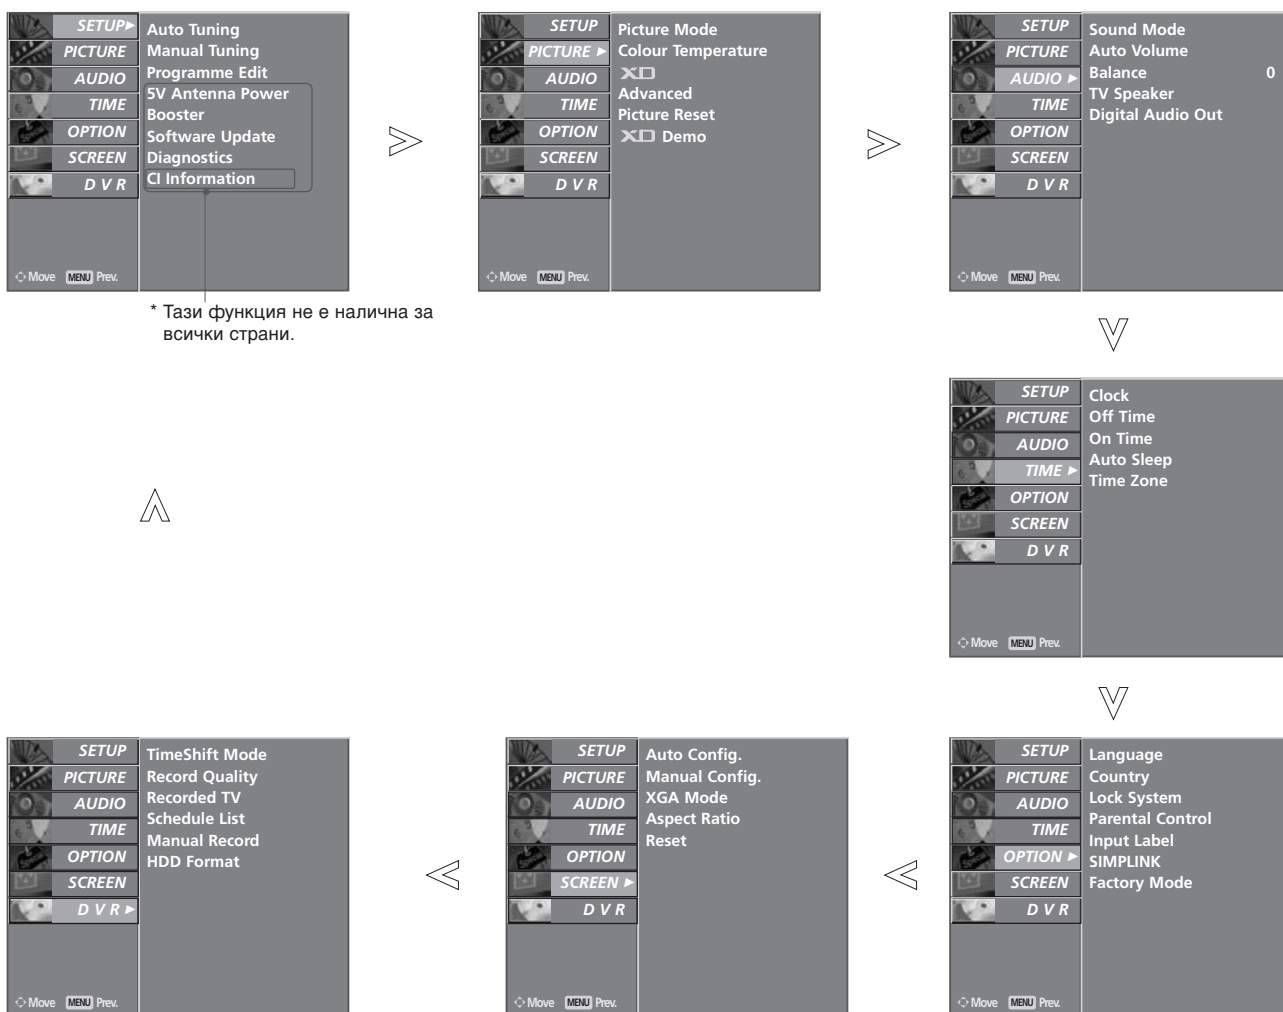 SETUP
PICTURE
AUDIO
TIME
OPTION
SCREEN
D V R
Auto Tuning
Manual Tuning
Programme Edit
5V Antenna Power
Booster
Software Update
Diagnostics
CI Information
Move MENU Prev.
* Тази функция не е налична за
всички страни.
SETUP
PICTURE
AUDIO
TIME
OPTION
SCREEN
D V R
Picture Mode
Colour Temperature
XD
Advanced
Picture Reset
XD Demo
Move MENU Prev.
SETUP
PICTURE
AUDIO
TIME
OPTION
SCREEN
D V R
Sound Mode
Auto Volume
Balance 0
TV Speaker
Digital Audio Out
Move MENU Prev.
SETUP
PICTURE
AUDIO
TIME
OPTION
SCREEN
D V R
Clock
Off Time
On Time
Auto Sleep
Time Zone
Move MENU Prev.
SETUP
PICTURE
AUDIO
TIME
OPTION
SCREEN
D V R
TimeShift Mode
Record Quality
Recorded TV
Schedule List
Manual Record
HDD Format
Move MENU Prev.
SETUP
PICTURE
AUDIO
TIME
OPTION
SCREEN
D V R
Auto Config.
Manual Config.
XGA Mode
Aspect Ratio
Reset
Move MENU Prev.
SETUP
PICTURE
AUDIO
TIME
OPTION
SCREEN
D V R
Language
Country
Lock System
Parental Control
Input Label
SIMPLINK
Factory Mode
Move MENU Prev.